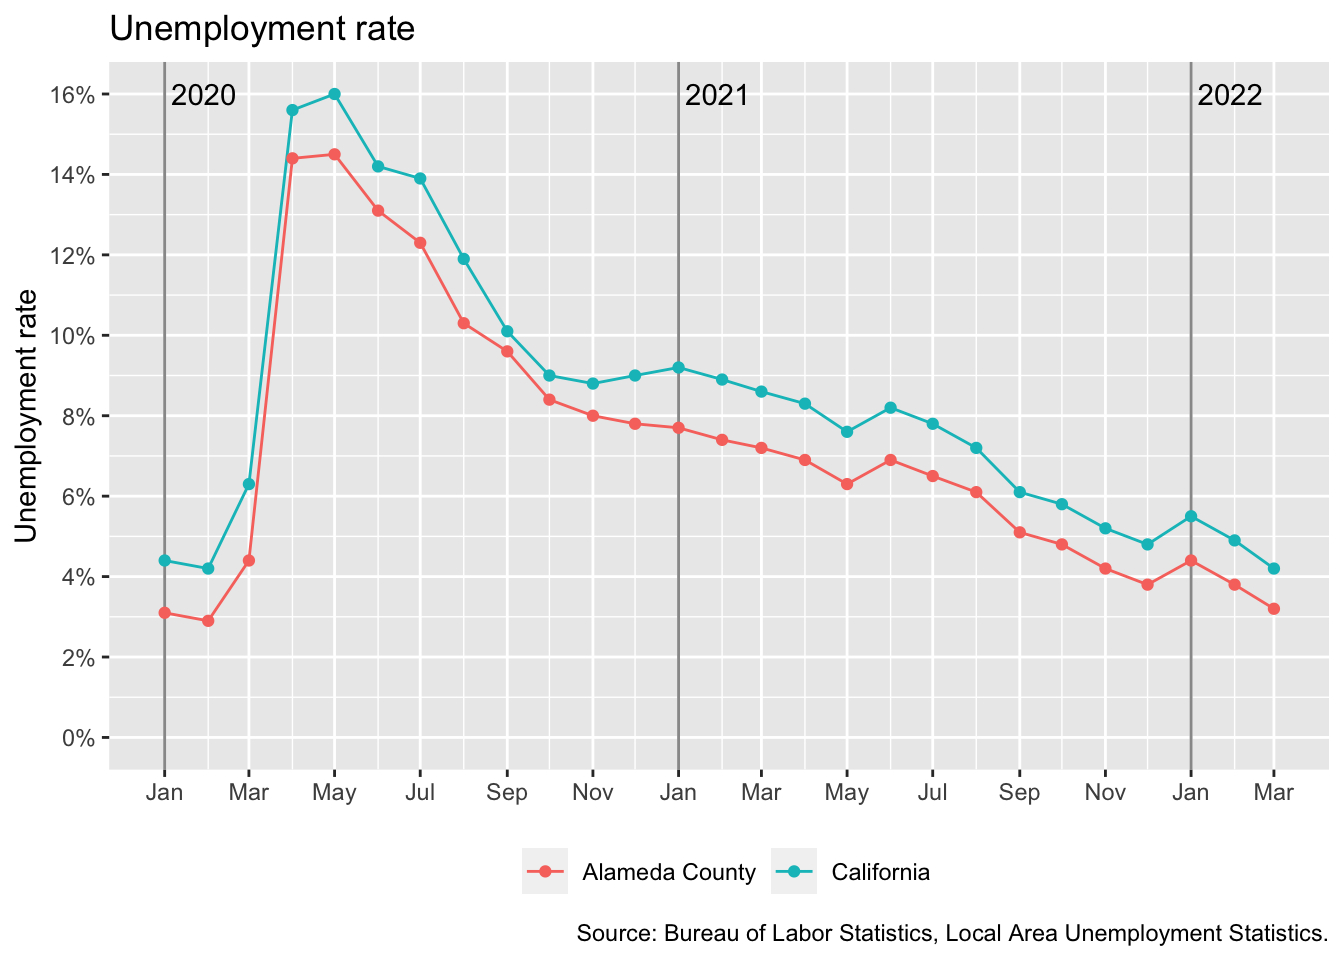 Unemployment rate
2020 2021 2022
Unemployment rate
16%
14%
12%
10%
8%
6%
4%
2%
0%
Jan Mar May Jul Sep Nov Jan Mar May Jul Sep Nov Jan Mar
Alameda County California
Source: Bureau of Labor Statistics, Local Area Unemployment Statistics.